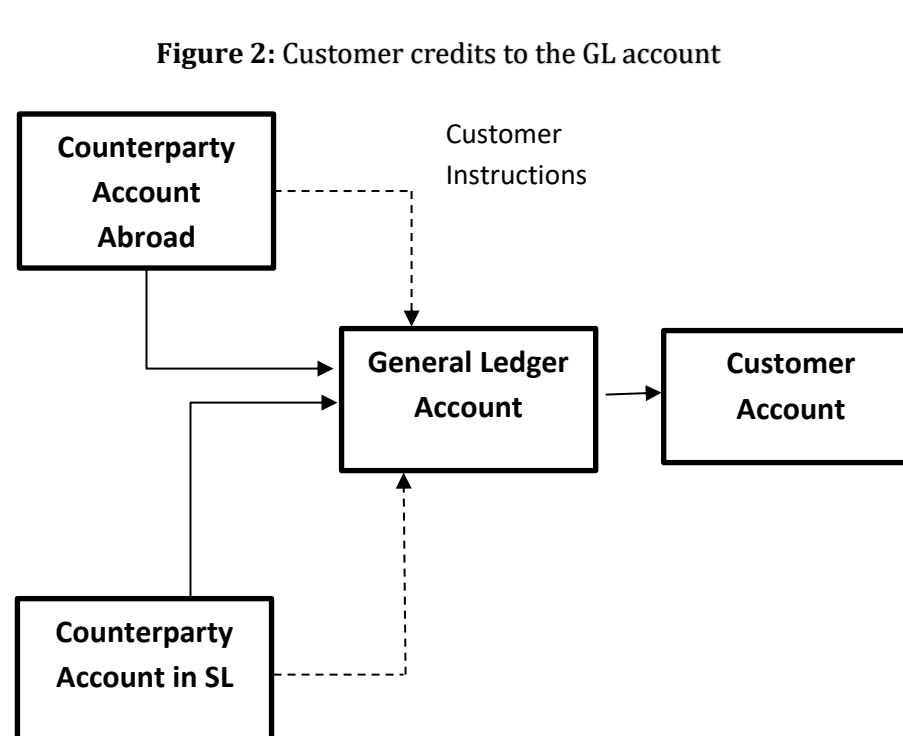 Figure 2: Customer credits to the GL account
Counterparty
Account
Abroad
Customer
Instructions
General Ledger
Account
Customer
Account
Counterparty
Account in SL